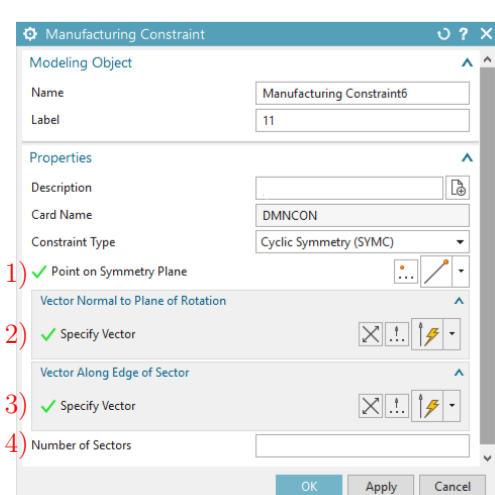 Manufacturing Constraint ?
Modeling Object
Name Manufacturing Constraint6
Label 11
Properties
Description
Card Name DMNCON
Constraint Type Cyclic Symmetry (SYMC)
1) Point on Symmetry Plane
Vector Normal to Plane of Rotation
2) Specify Vector
Vector Along Edge of Sector
3) Specify Vector
4) Number of Sectors
OK Apply Cancel